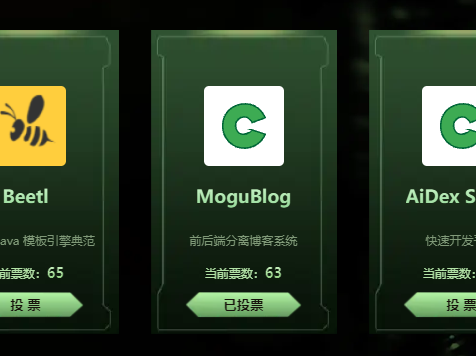 Beetl
ava 模板引擎典范
前票数：65
投 票
MoguBlog
前后端分离博客系统
当前票数：63
已投票
AiDex S
快速开发
当前票数：
投 票